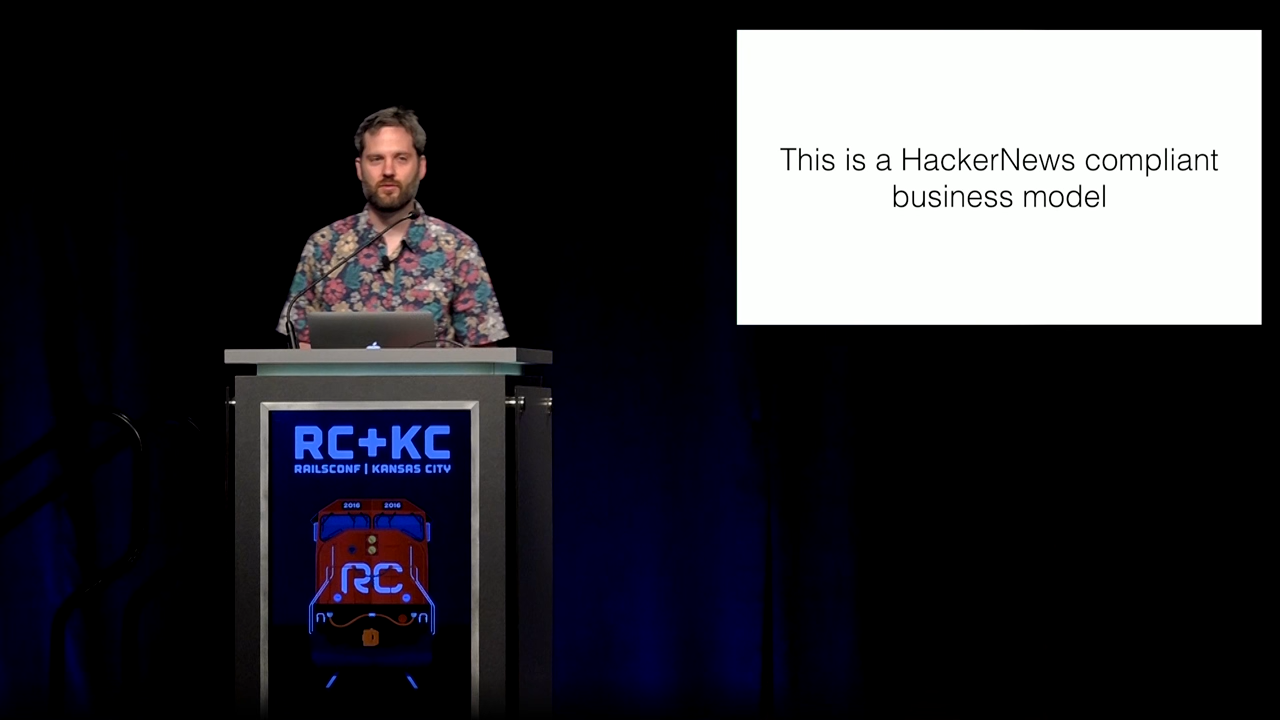 This is a HackerNews compliant
business model
RC+KC
RAILSCONF | KANSAS CITY
2016 2016
RC